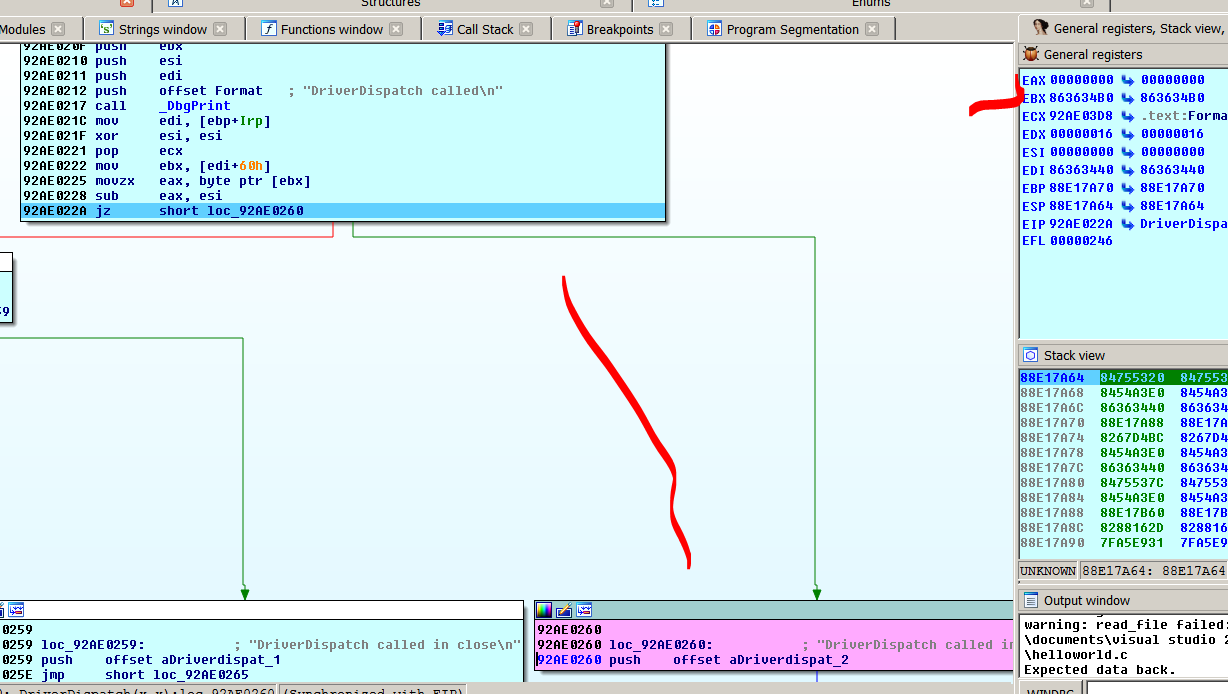 Structures
Enums
Modules
Strings window
Functions window
Call Stack
Breakpoints
Program Segmentation
General registers, Stack view,
92AE020F push ebx
92AE0210 push esi
92AE0211 push edi
92AE0212 push offset Format ; "DriverDispatch called\n"
92AE0217 call _DbgPrint
92AE021C mov edi, [ebp+Irp]
92AE021F xor esi, esi
92AE0221 pop ecx
92AE0222 mov ebx, [edi+60h]
92AE0225 movzx eax, byte ptr [ebx]
92AE0228 sub eax, esi
92AE022A jz short loc_92AE0260
General registers
EAX 00000000 00000000
EBX 863634B0 863634B0
ECX 92AE03D8 .text:Forma
EDX 00000016 00000016
ESI 00000000 00000000
EDI 86363440 86363440
EBP 88E17A70 88E17A70
ESP 88E17A64 88E17A64
EIP 92AE022A DriverDispa
EFL 00000246
Stack view
88E17A64 84755320 847553
88E17A68 8454A3E0 8454A3
88E17A6C 86363440 863634
88E17A70 88E17A88 88E17A
88E17A74 8267D4BC 8267D4
88E17A78 8454A3E0 8454A3
88E17A7C 86363440 863634
88E17A80 8475537C 847553
88E17A84 8454A3E0 8454A3
88E17A88 88E17B60 88E17B
88E17A8C 8288162D 828816
88E17A90 7FA5E931 7FA5E9
UNKNOWN 88E17A64: 88E17A64
Output window
warning: read_file failed:
\documents\visual studio 2
\helloworld.c
Expected data back.
WINDBG
9
0259
0259 loc_92AE0259: ; "DriverDispatch called in close\n"
0259 push offset aDriverdispat_1
025E jmp short loc_92AE0265
92AE0260
92AE0260 loc_92AE0260: ; "DriverDispatch called in
92AE0260 push offset aDriverdispat_2
DriverDispatch(x,x):loc_92AE0260 (Synchronized with EIP)